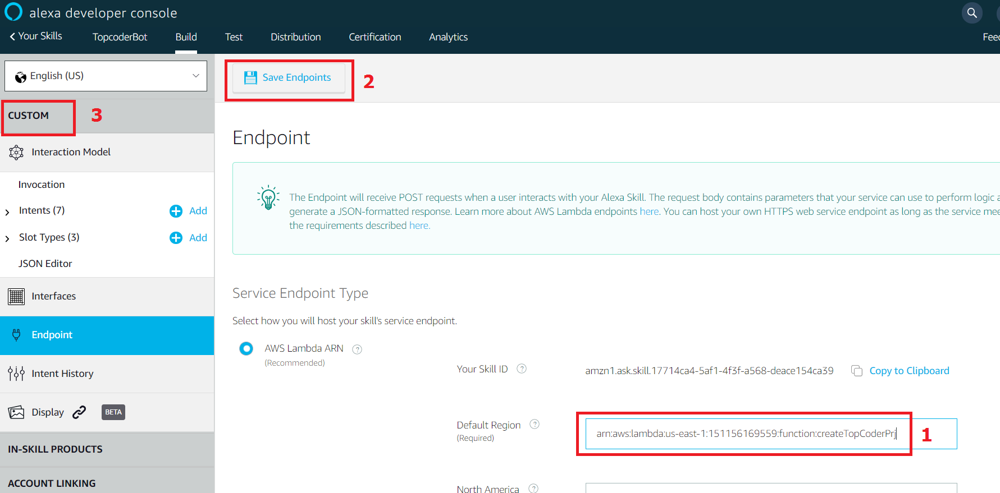 alexa developer console
Your Skills
TopcoderBot
Build
Test
Distribution
Certification
Analytics
English (US)
Save Endpoints
2
CUSTOM
3
Interaction Model
Invocation
Intents (7)
Add
Slot Types (3)
Add
JSON Editor
Interfaces
Endpoint
Intent History
Display
BETA
IN-SKILL PRODUCTS
ACCOUNT LINKING
Endpoint
The Endpoint will receive POST requests when a user interacts with your Alexa Skill. The request body contains parameters that your service can use to perform logic
generate a JSON-formatted response. Learn more about AWS Lambda endpoints here. You can host your own HTTPS web service endpoint as long as the service
the requirements described here.
Service Endpoint Type
Select how you will host your skill's service endpoint.
AWS Lambda ARN ?
(Recommended)
Your Skill ID ?
amzn1.ask.skill.17714ca4-5af1-4f3f-a568-deace154ca39
Copy to Clipboard
Default Region ?
(Required)
arn:aws:lambda:us-east-1:151156169559:function:createTopCoderPrj
1
North America ?